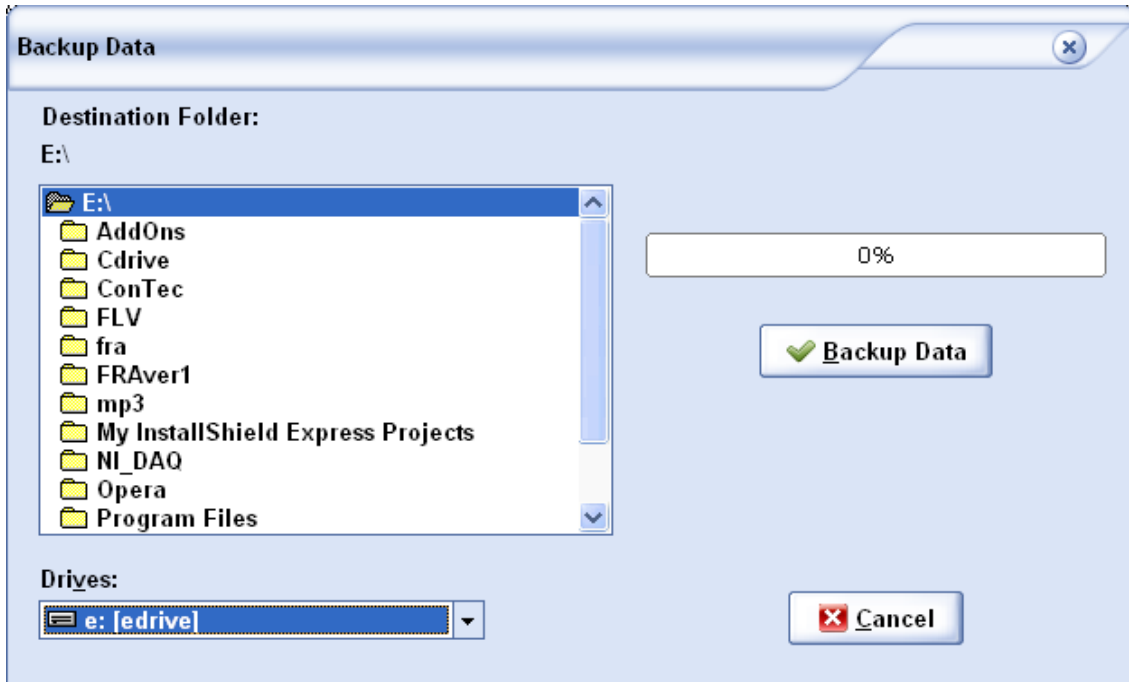 Backup Data
Destination Folder:
E:\
E:\
AddOns
Cdrive
ConTec
FLV
fra
FRAver1
mp3
My InstallShield Express Projects
NI_DAQ
Opera
Program Files
0%
Backup Data
Drives:
e: [edrive]
Cancel